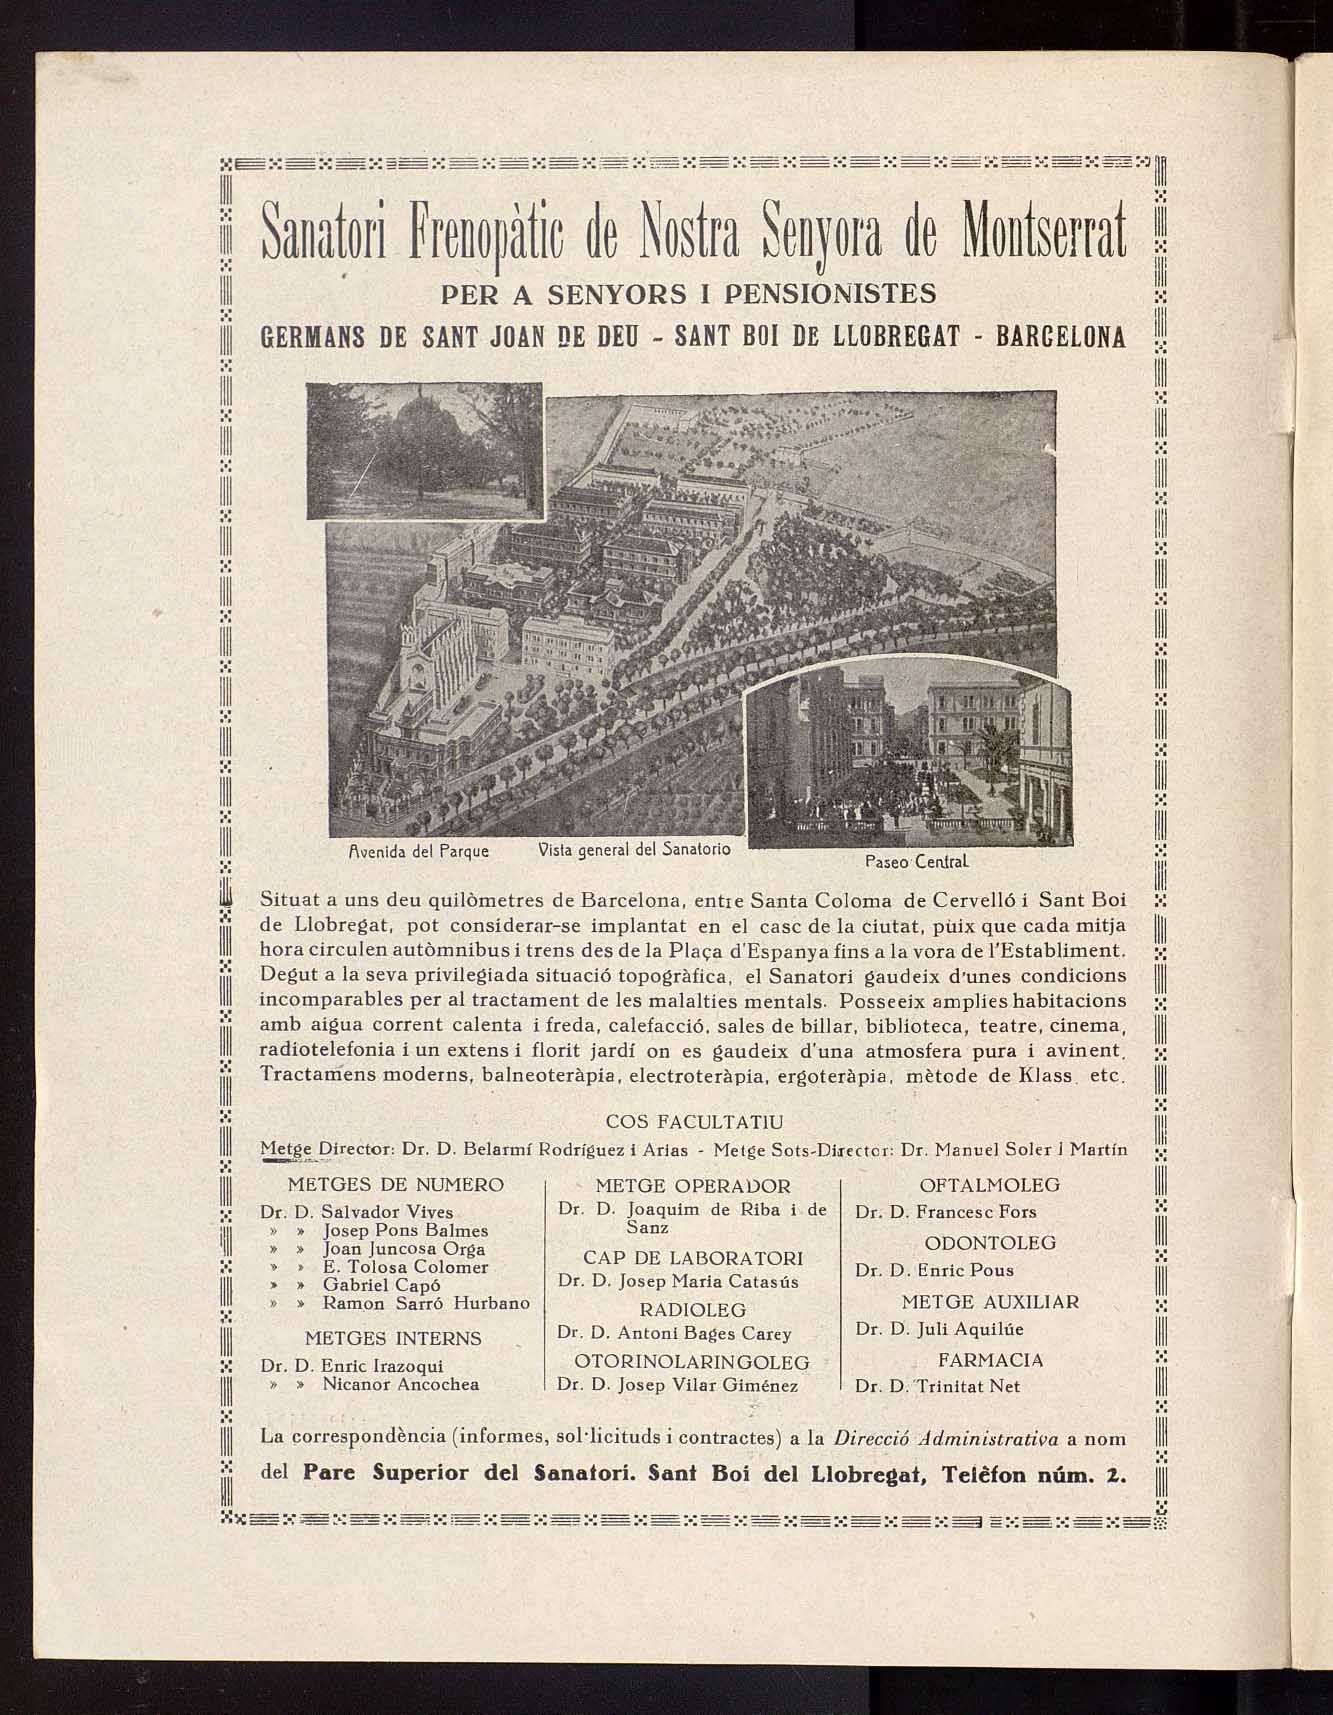 Sanatori Frenopàtic de Nostra Senyora de Montserrat
PER A SENYORS I PENSIONISTES
GERMANS DE SANT JOAN DE DEU - SANT BOI DE LLOBREGAT - BARCELONA
Avenida del Parque
Vista general del Sanatorio
Paseo Central
Situat a uns deu quilòmetres de Barcelona, entre Santa Coloma de Cervelló i Sant Boi
de Llobregat, pot considerar-se implantat en el casc de la ciutat, puix que cada mitja
hora circulen autòmnibus i trens des de la Plaça d'Espanya fins a la vora de l'Establiment.
Degut a la seva privilegiada situació topogràfica, el Sanatori gaudeix d'unes condicions
incomparables per al tractament de les malalties mentals. Posseeix amplies habitacions
amb aigua corrent calenta i freda, calefacció, sales de billar, biblioteca, teatre, cinema,
radiotelefonia i un extens i florit jardí on es gaudeix d'una atmosfera pura i avinent.
Tractamens moderns, balneoteràpia, electroteràpia, ergoteràpia, mètode de Klass. etc.
COS FACULTATIU
Metge Director: Dr. D. Belarmí Rodríguez i Arias - Metge Sots-Director: Dr. Manuel Soler i Martín
METGES DE NUMERO
Dr. D. Salvador Vives
» » Josep Pons Balmes
» » Joan Juncosa Orga
» » E. Tolosa Colomer
» » Gabriel Capó
» » Ramon Sarró Hurbano
METGES INTERNS
Dr. D. Enric Irazoqui
» » Nicanor Ancochea
METGE OPERADOR
Dr. D. Joaquim de Riba i de
Sanz
CAP DE LABORATORI
Dr. D. Josep Maria Catasús
RADIOLEG
Dr. D. Antoni Bages Carey
OTORINOLARINGOLEG
Dr. D. Josep Vilar Giménez
OFTALMOLEG
Dr. D. Francesc Fors
ODONTOLEG
Dr. D. Enric Pous
METGE AUXILIAR
Dr. D. Juli Aquilúe
FARMACIA
Dr. D. Trinitat Net
La correspondència (informes, sol·licituds i contractes) a la Direcció Administrativa a nom
del Pare Superior del Sanatori. Sant Boi del Llobregat, Telèfon núm. 2.